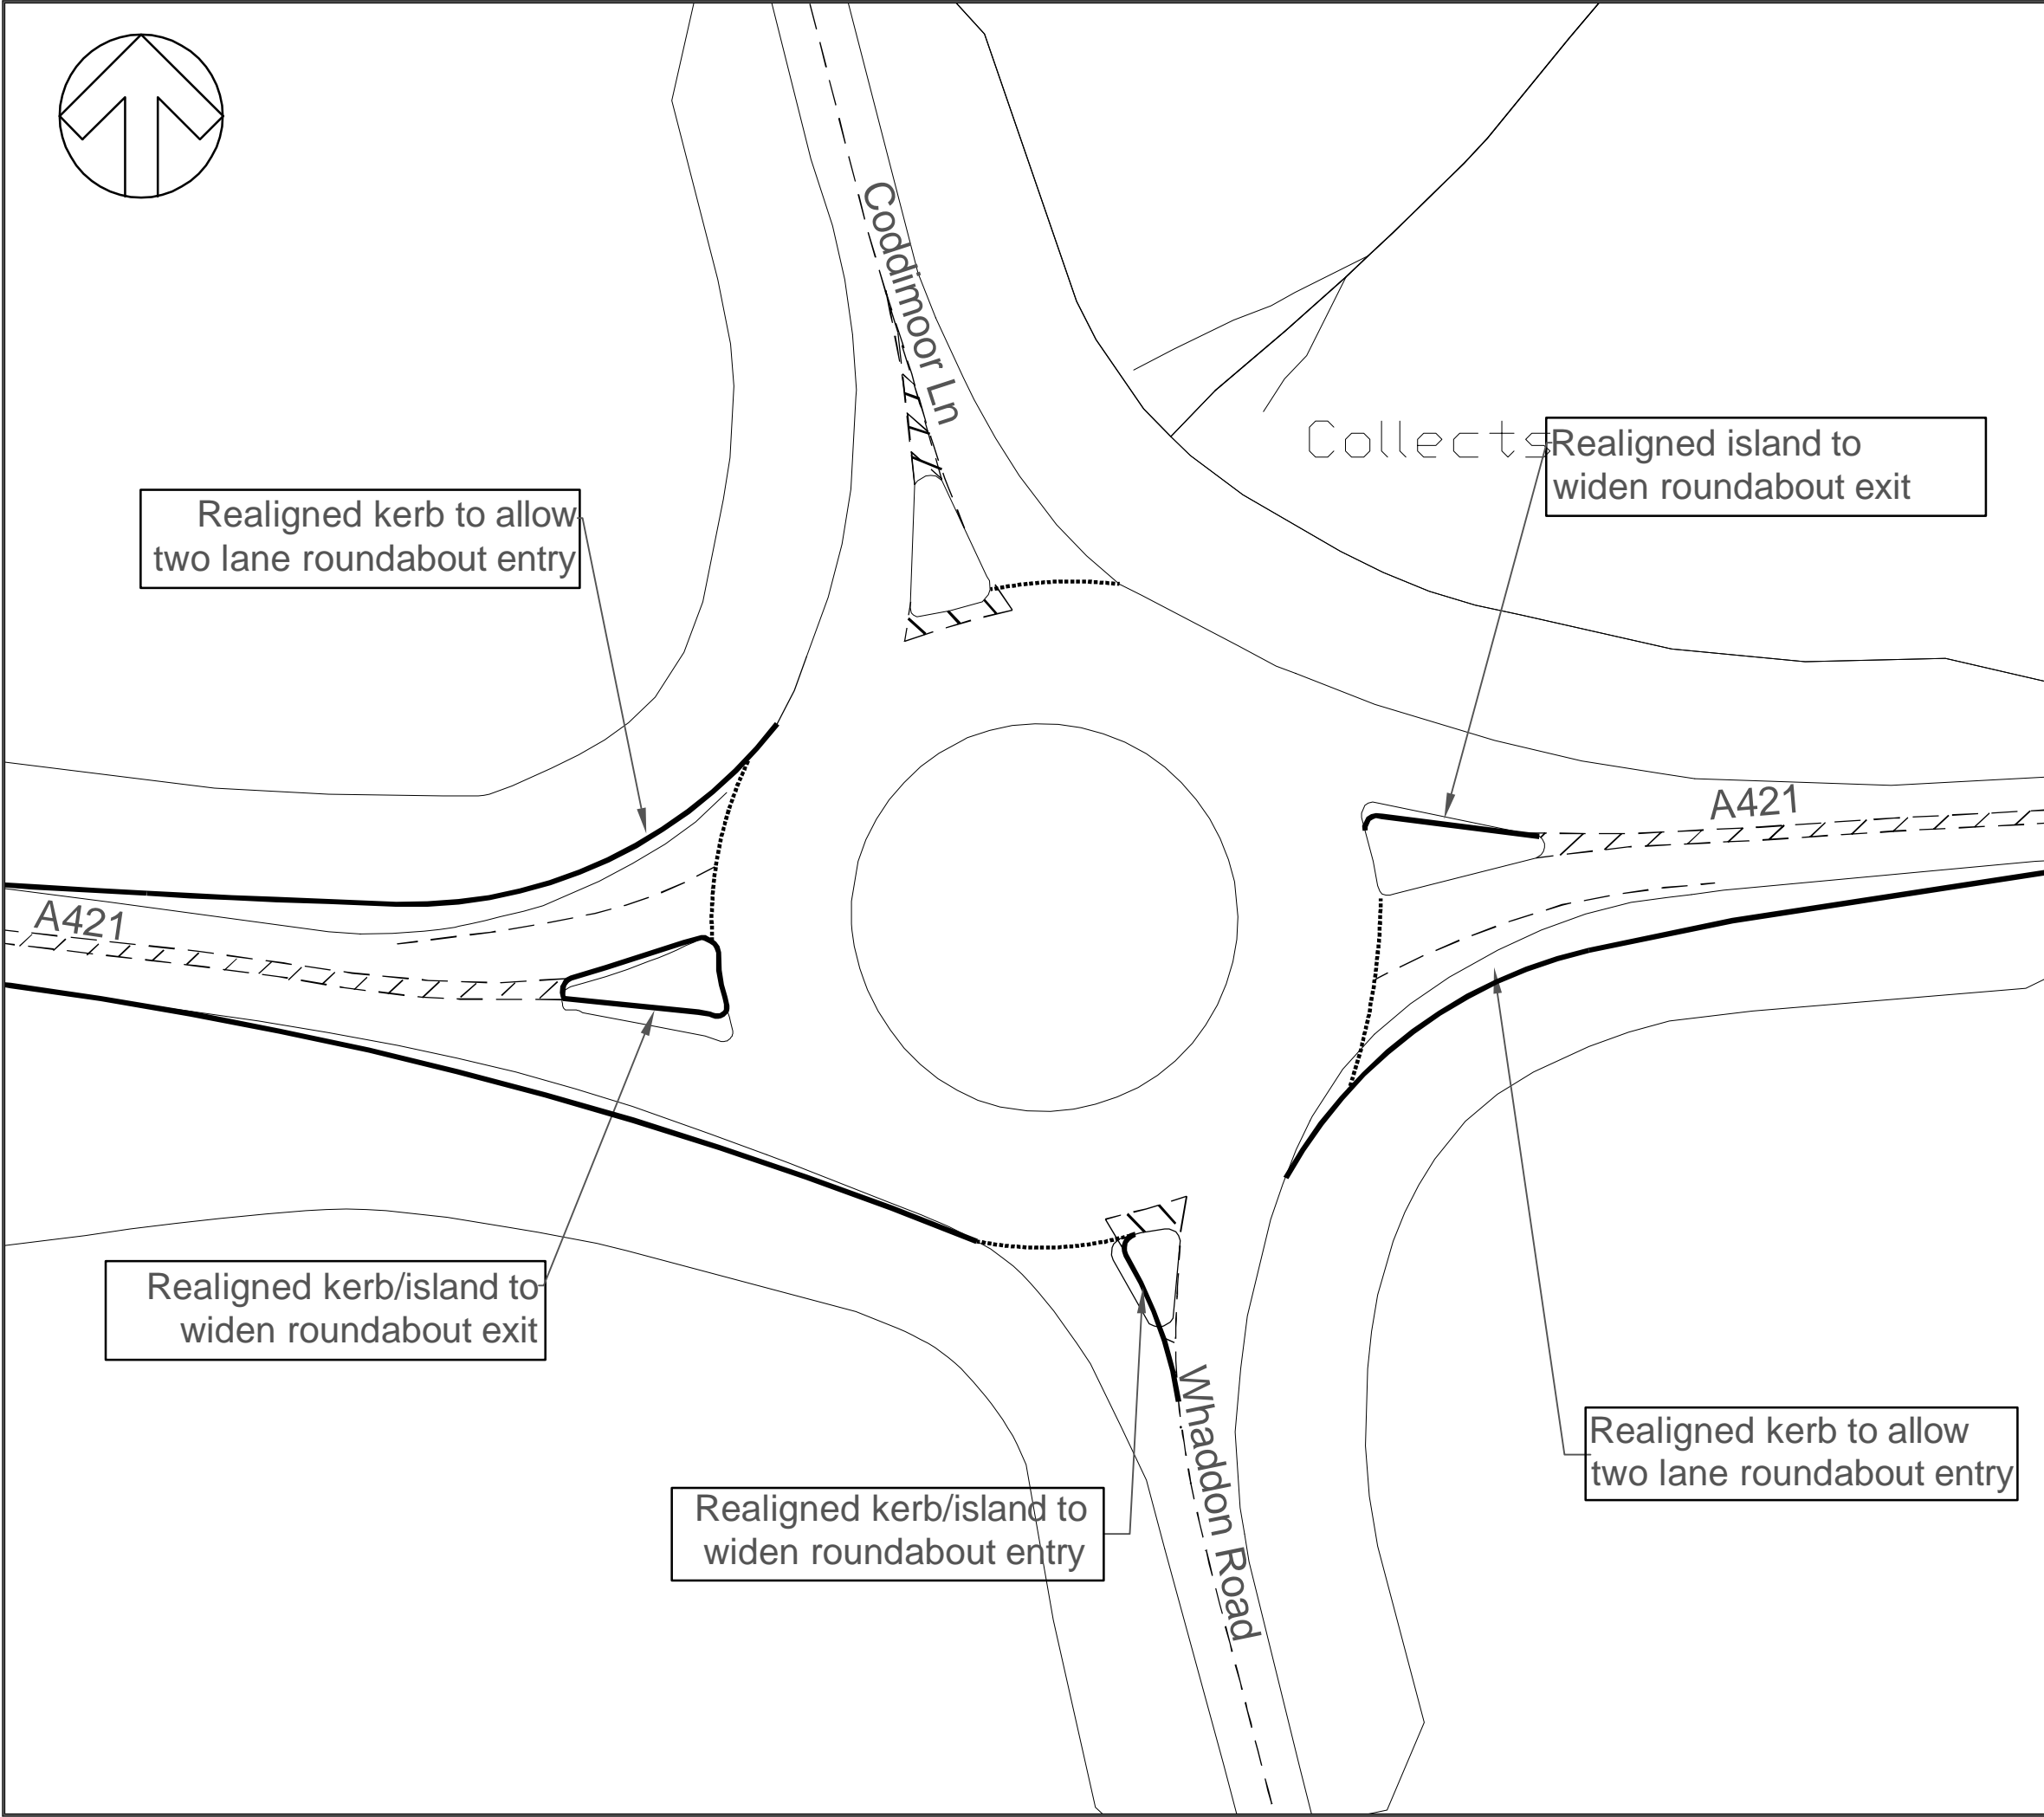 Coddimoor Ln
Collects
Realigned island to
widen roundabout exit
Realigned kerb to allow
two lane roundabout entry
A421
A421
Realigned kerb/island to
widen roundabout exit
Whaddon Road
Realigned kerb to allow
two lane roundabout entry
Realigned kerb/island to
widen roundabout entry